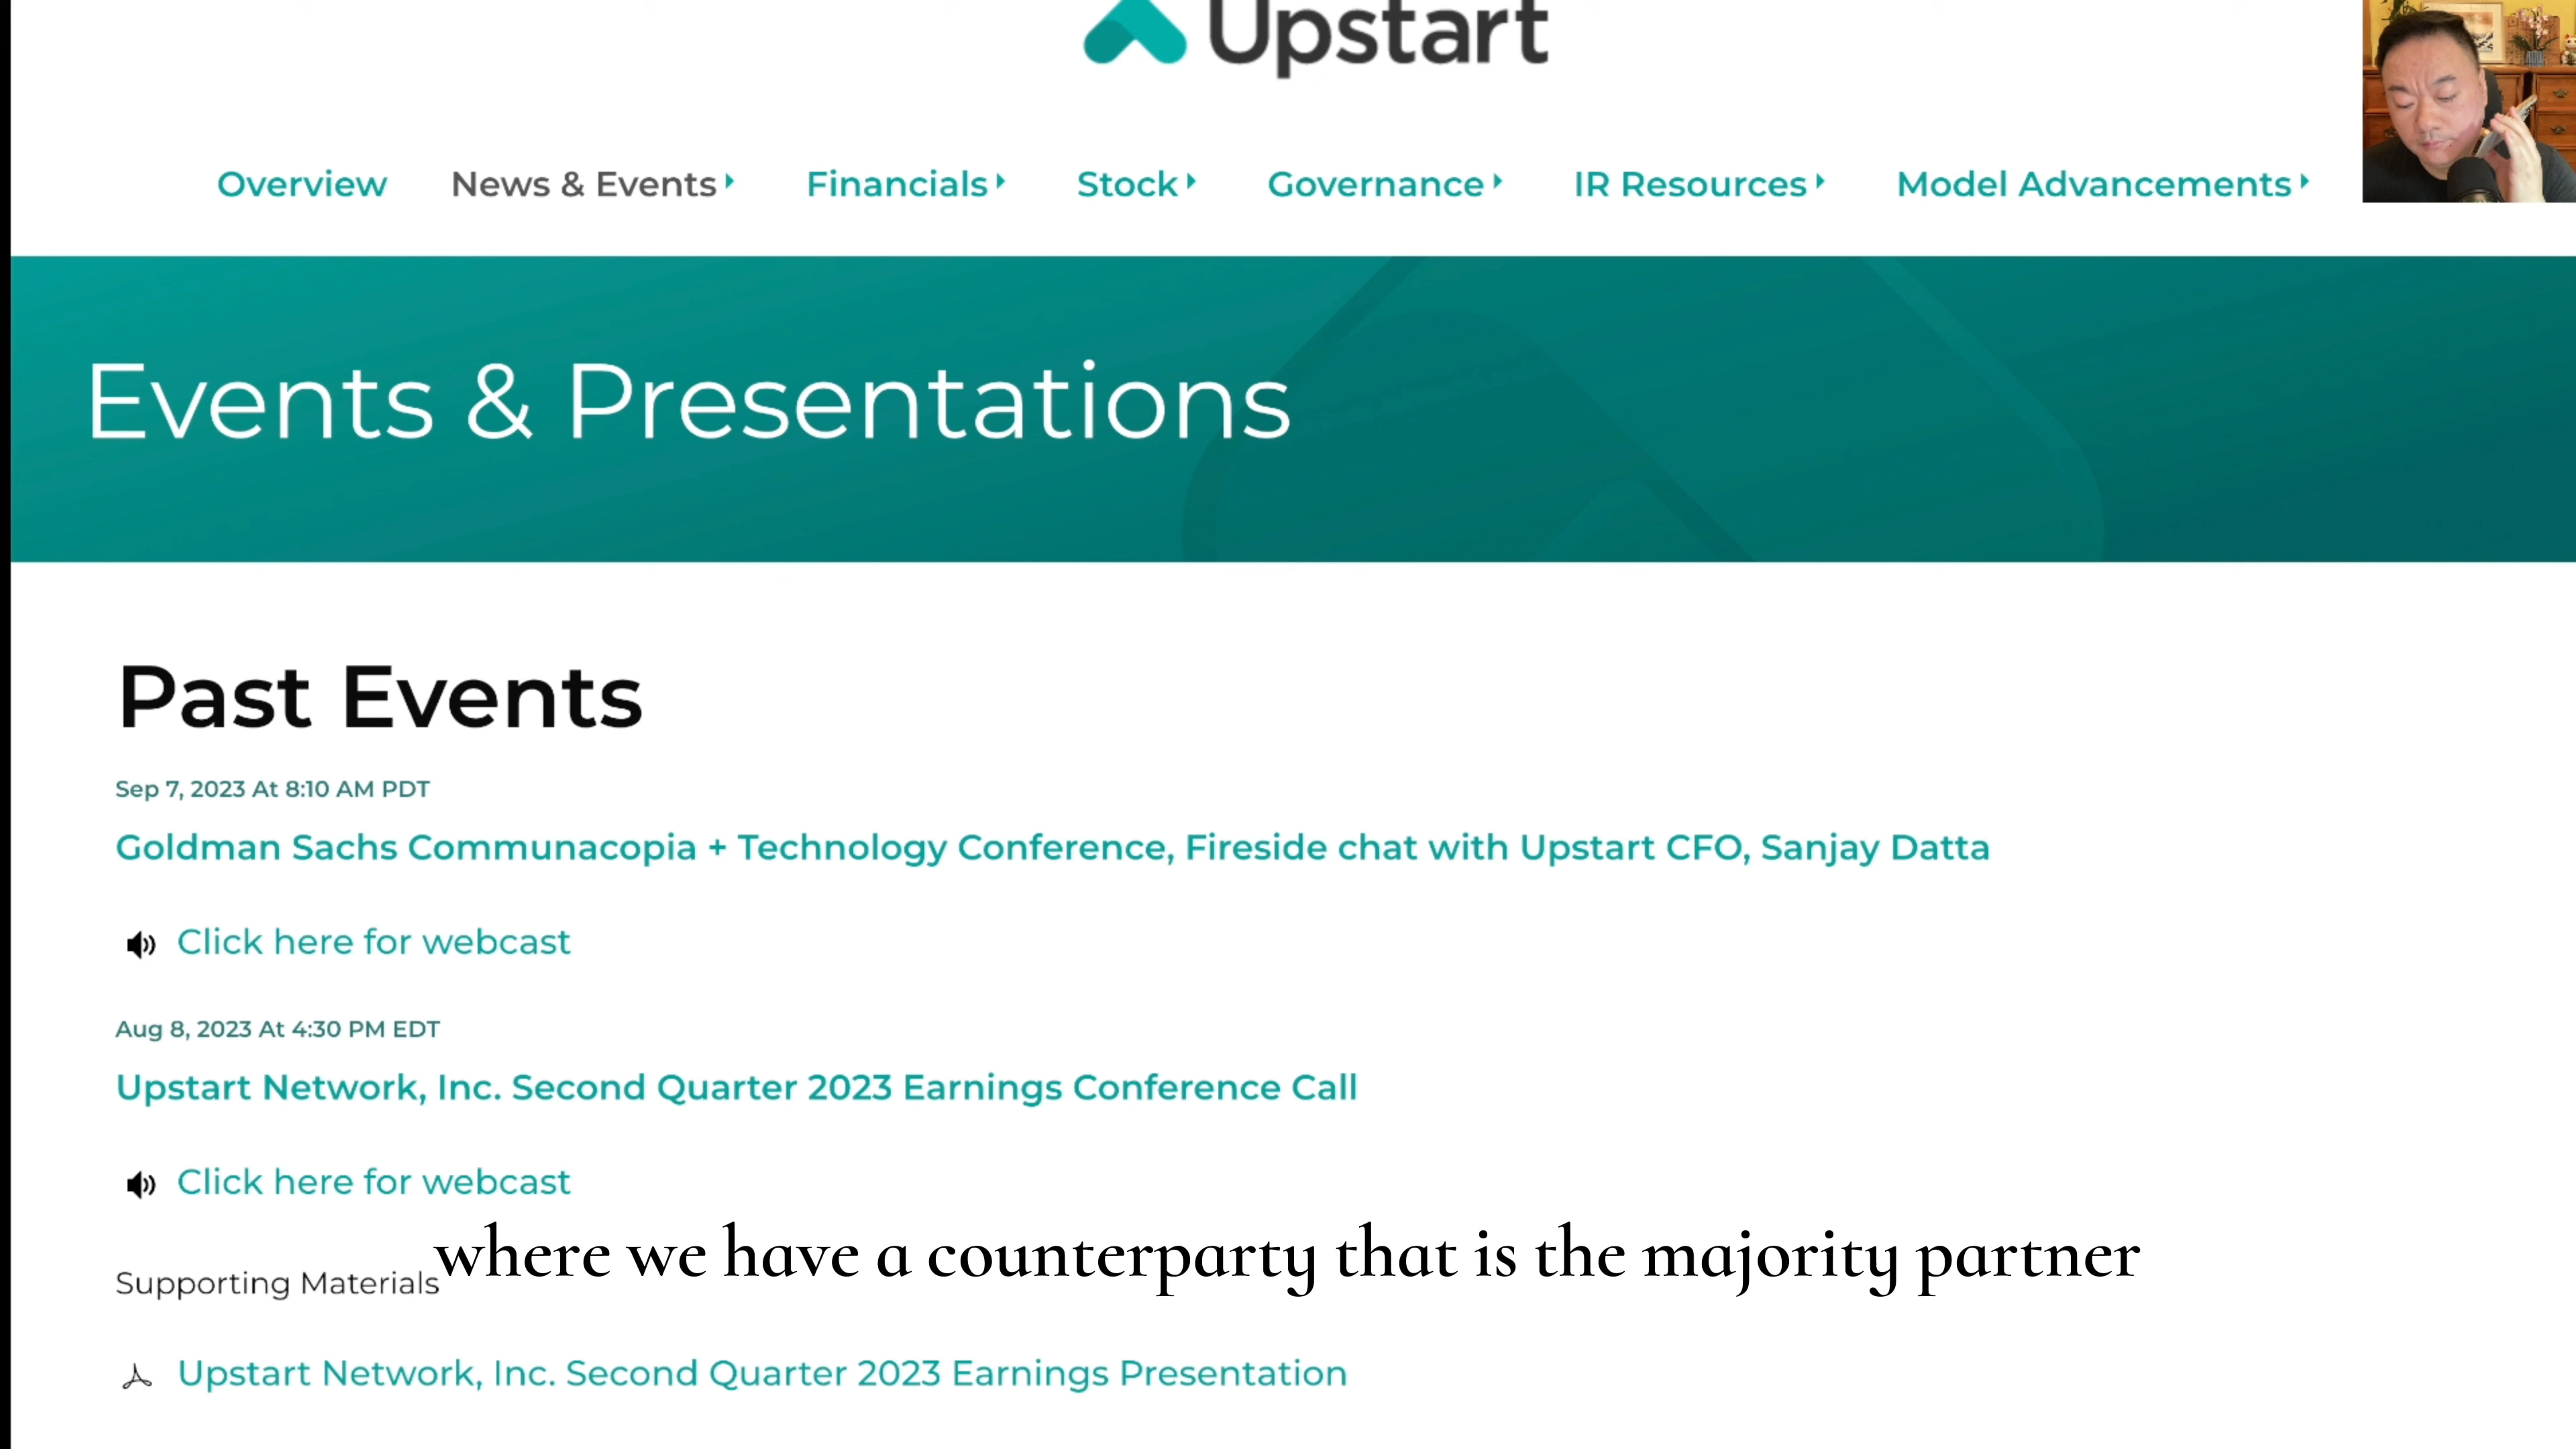 Upstart
Overview News & Events Financials Stock Governance IR Resources Model Advancements
Events & Presentations
Past Events
Sep 7, 2023 At 8:10 AM PDT
Goldman Sachs Communacopia + Technology Conference, Fireside chat with Upstart CFO, Sanjay Datta
Click here for webcast
Aug 8, 2023 At 4:30 PM EDT
Upstart Network, Inc. Second Quarter 2023 Earnings Conference Call
Click here for webcast
where we have a counterparty that is the majority partner
Supporting Materials
Upstart Network, Inc. Second Quarter 2023 Earnings Presentation